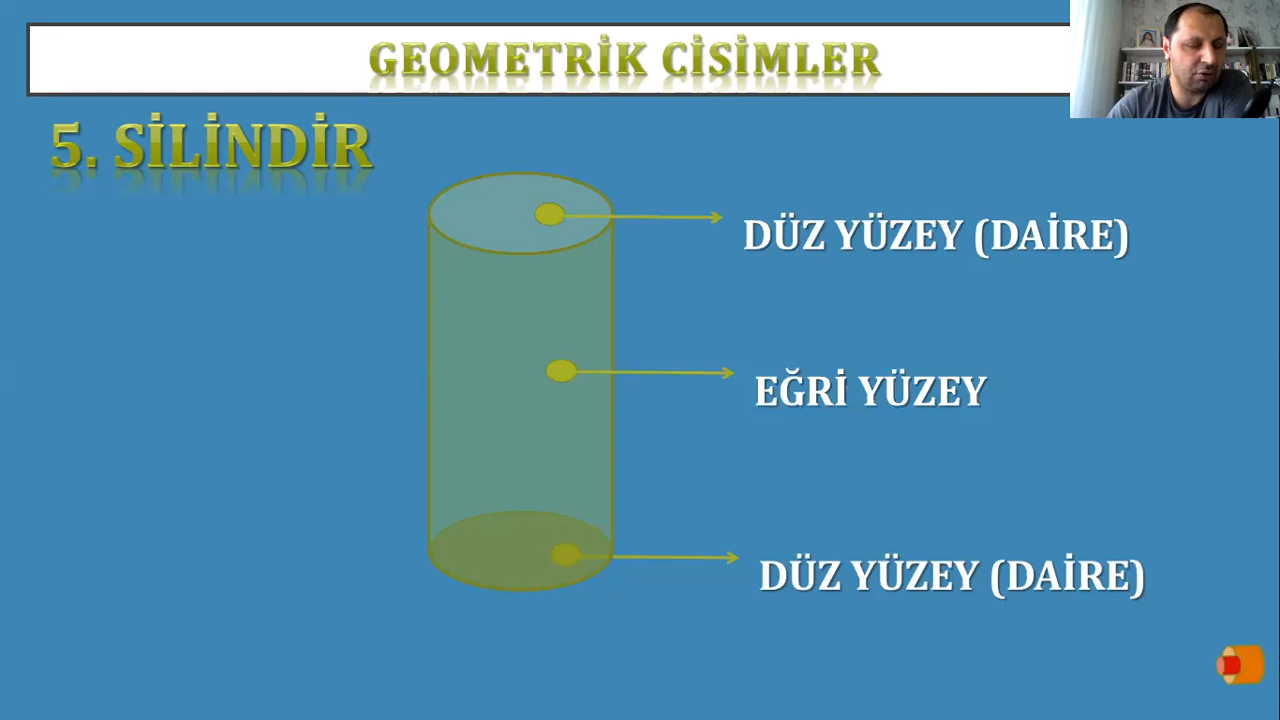 GEOMETRİK CİSİMLER
5. SİLİNDİR
DÜZ YÜZEY (DAİRE)
EĞRİ YÜZEY
DÜZ YÜZEY (DAİRE)